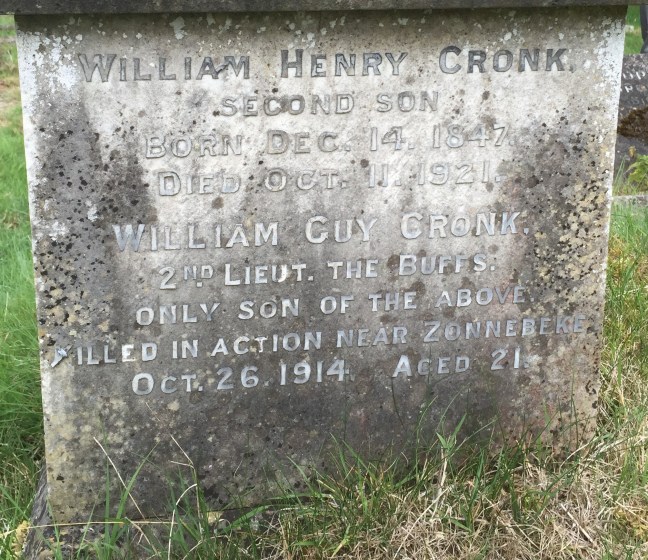 WILLIAM HENRY CRONK.
SECOND SON
BORN DEC. 14. 1847.
DIED OCT. 11. 1921.
WILLIAM GUY CRONK.
2ND LIEUT. THE BUFFS.
ONLY SON OF THE ABOVE.
KILLED IN ACTION NEAR ZONNEBEKE
OCT. 26. 1914. AGED 21.